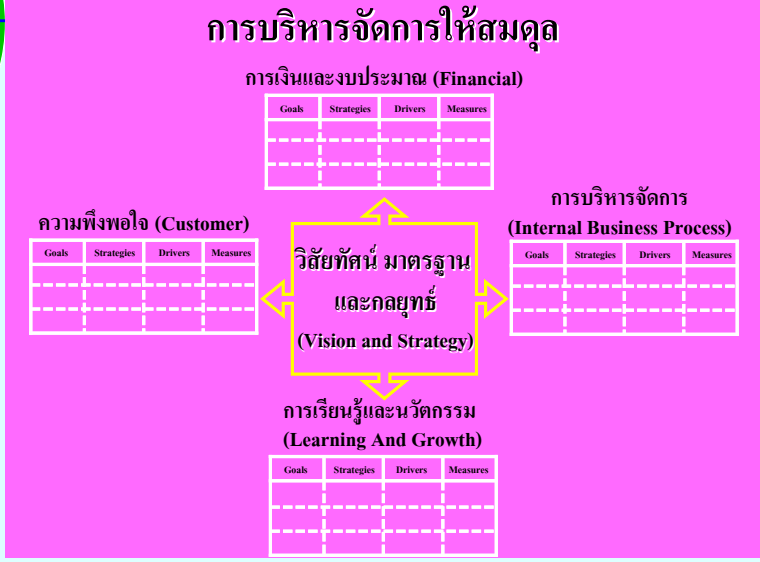 การบริหารจัดการให้สมดุล
การเงินและงบประมาณ (Financial)
Goals Strategies Drivers Measures
ความพึงพอใจ (Customer)
Goals Strategies Drivers Measures
การบริหารจัดการ
(Internal Business Process)
Goals Strategies Drivers Measures
วิสัยทัศน์ มาตรฐาน
และกลยุทธ์
(Vision and Strategy)
การเรียนรู้และนวัตกรรม
(Learning And Growth)
Goals Strategies Drivers Measures